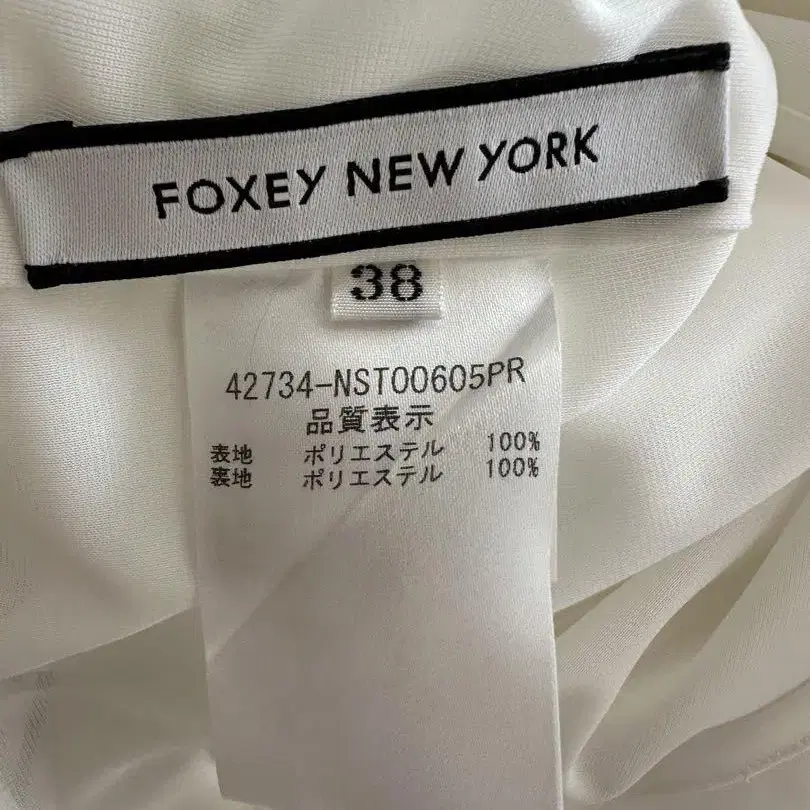 FOXEY NEW YORK
38
42734-NST00605PR
品質表示
表地 ポリエステル 100%
裏地 ポリエステル 100%